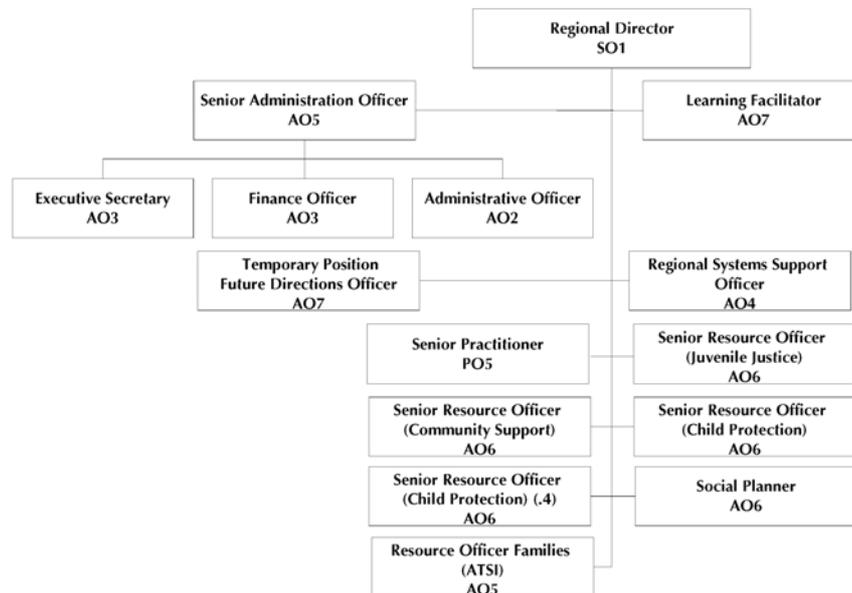 Regional Director
SO1
Senior Administration Officer
AO5
Learning Facilitator
AO7
Executive Secretary
AO3
Finance Officer
AO3
Administrative Officer
AO2
Temporary Position
Future Directions Officer
AO7
Regional Systems Support
Officer
AO4
Senior Practitioner
PO5
Senior Resource Officer
(Juvenile Justice)
AO6
Senior Resource Officer
(Community Support)
AO6
Senior Resource Officer
(Child Protection)
AO6
Senior Resource Officer
(Child Protection) (.4)
AO6
Social Planner
AO6
Resource Officer Families
(ATSI)
AO5